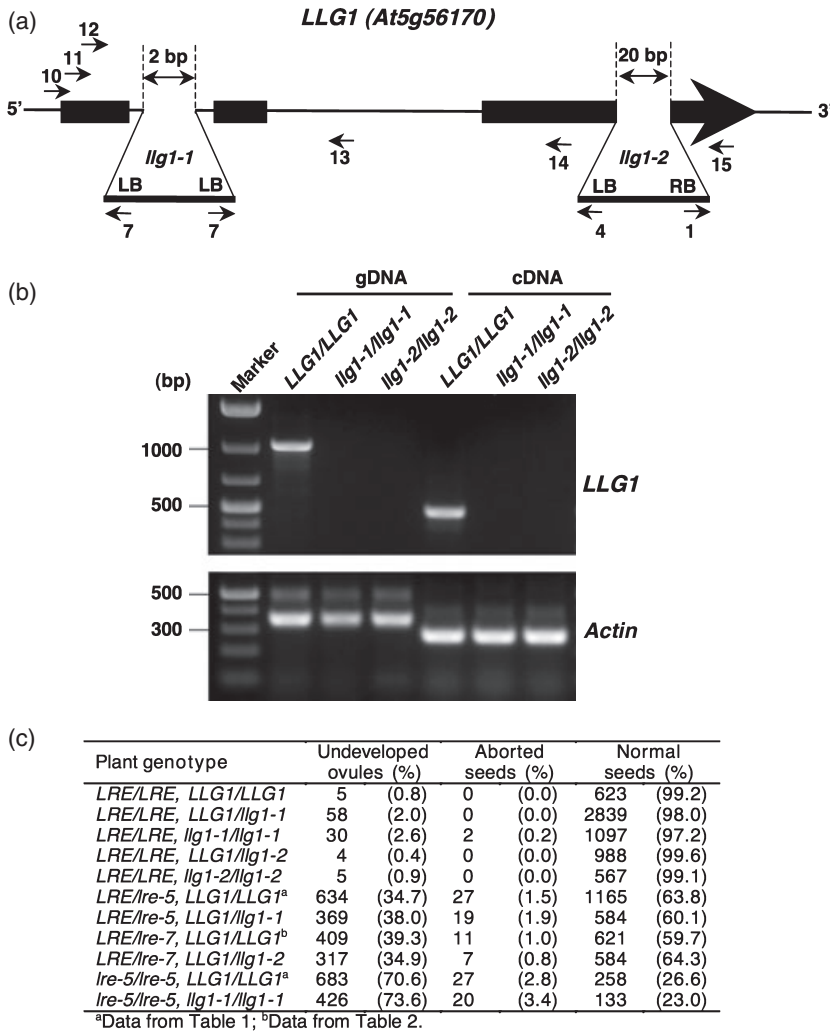 (a)
LLG1 (At5g56170)
12
11
10
2 bp
20 bp
5'
3'
13
14
15
llg1-1
llg1-2
LB LB
LB RB
7 7
4 1
(b)
gDNA cDNA
Marker
LLG1/LLG1
llg1-1/llg1-1
llg1-2/llg1-2
LLG1/LLG1
llg1-1/llg1-1
llg1-2/llg1-2
(bp)
1000
500
LLG1
500
300
Actin
(c)
Plant genotype Undeveloped ovules (%) Aborted seeds (%) Normal seeds (%)
LRE/LRE, LLG1/LLG1 5 (0.8) 0 (0.0) 623 (99.2)
LRE/LRE, LLG1/llg1-1 58 (2.0) 0 (0.0) 2839 (98.0)
LRE/LRE, llg1-1/llg1-1 30 (2.6) 2 (0.2) 1097 (97.2)
LRE/LRE, LLG1/llg1-2 4 (0.4) 0 (0.0) 988 (99.6)
LRE/LRE, llg1-2/llg1-2 5 (0.9) 0 (0.0) 567 (99.1)
LRE/lre-5, LLG1/LLG1a 634 (34.7) 27 (1.5) 1165 (63.8)
LRE/lre-5, LLG1/llg1-1 369 (38.0) 19 (1.9) 584 (60.1)
LRE/lre-7, LLG1/LLG1b 409 (39.3) 11 (1.0) 621 (59.7)
LRE/lre-7, LLG1/llg1-2 317 (34.9) 7 (0.8) 584 (64.3)
lre-5/lre-5, LLG1/LLG1a 683 (70.6) 27 (2.8) 258 (26.6)
lre-5/lre-5, llg1-1/llg1-1 426 (73.6) 20 (3.4) 133 (23.0)
aData from Table 1; bData from Table 2.